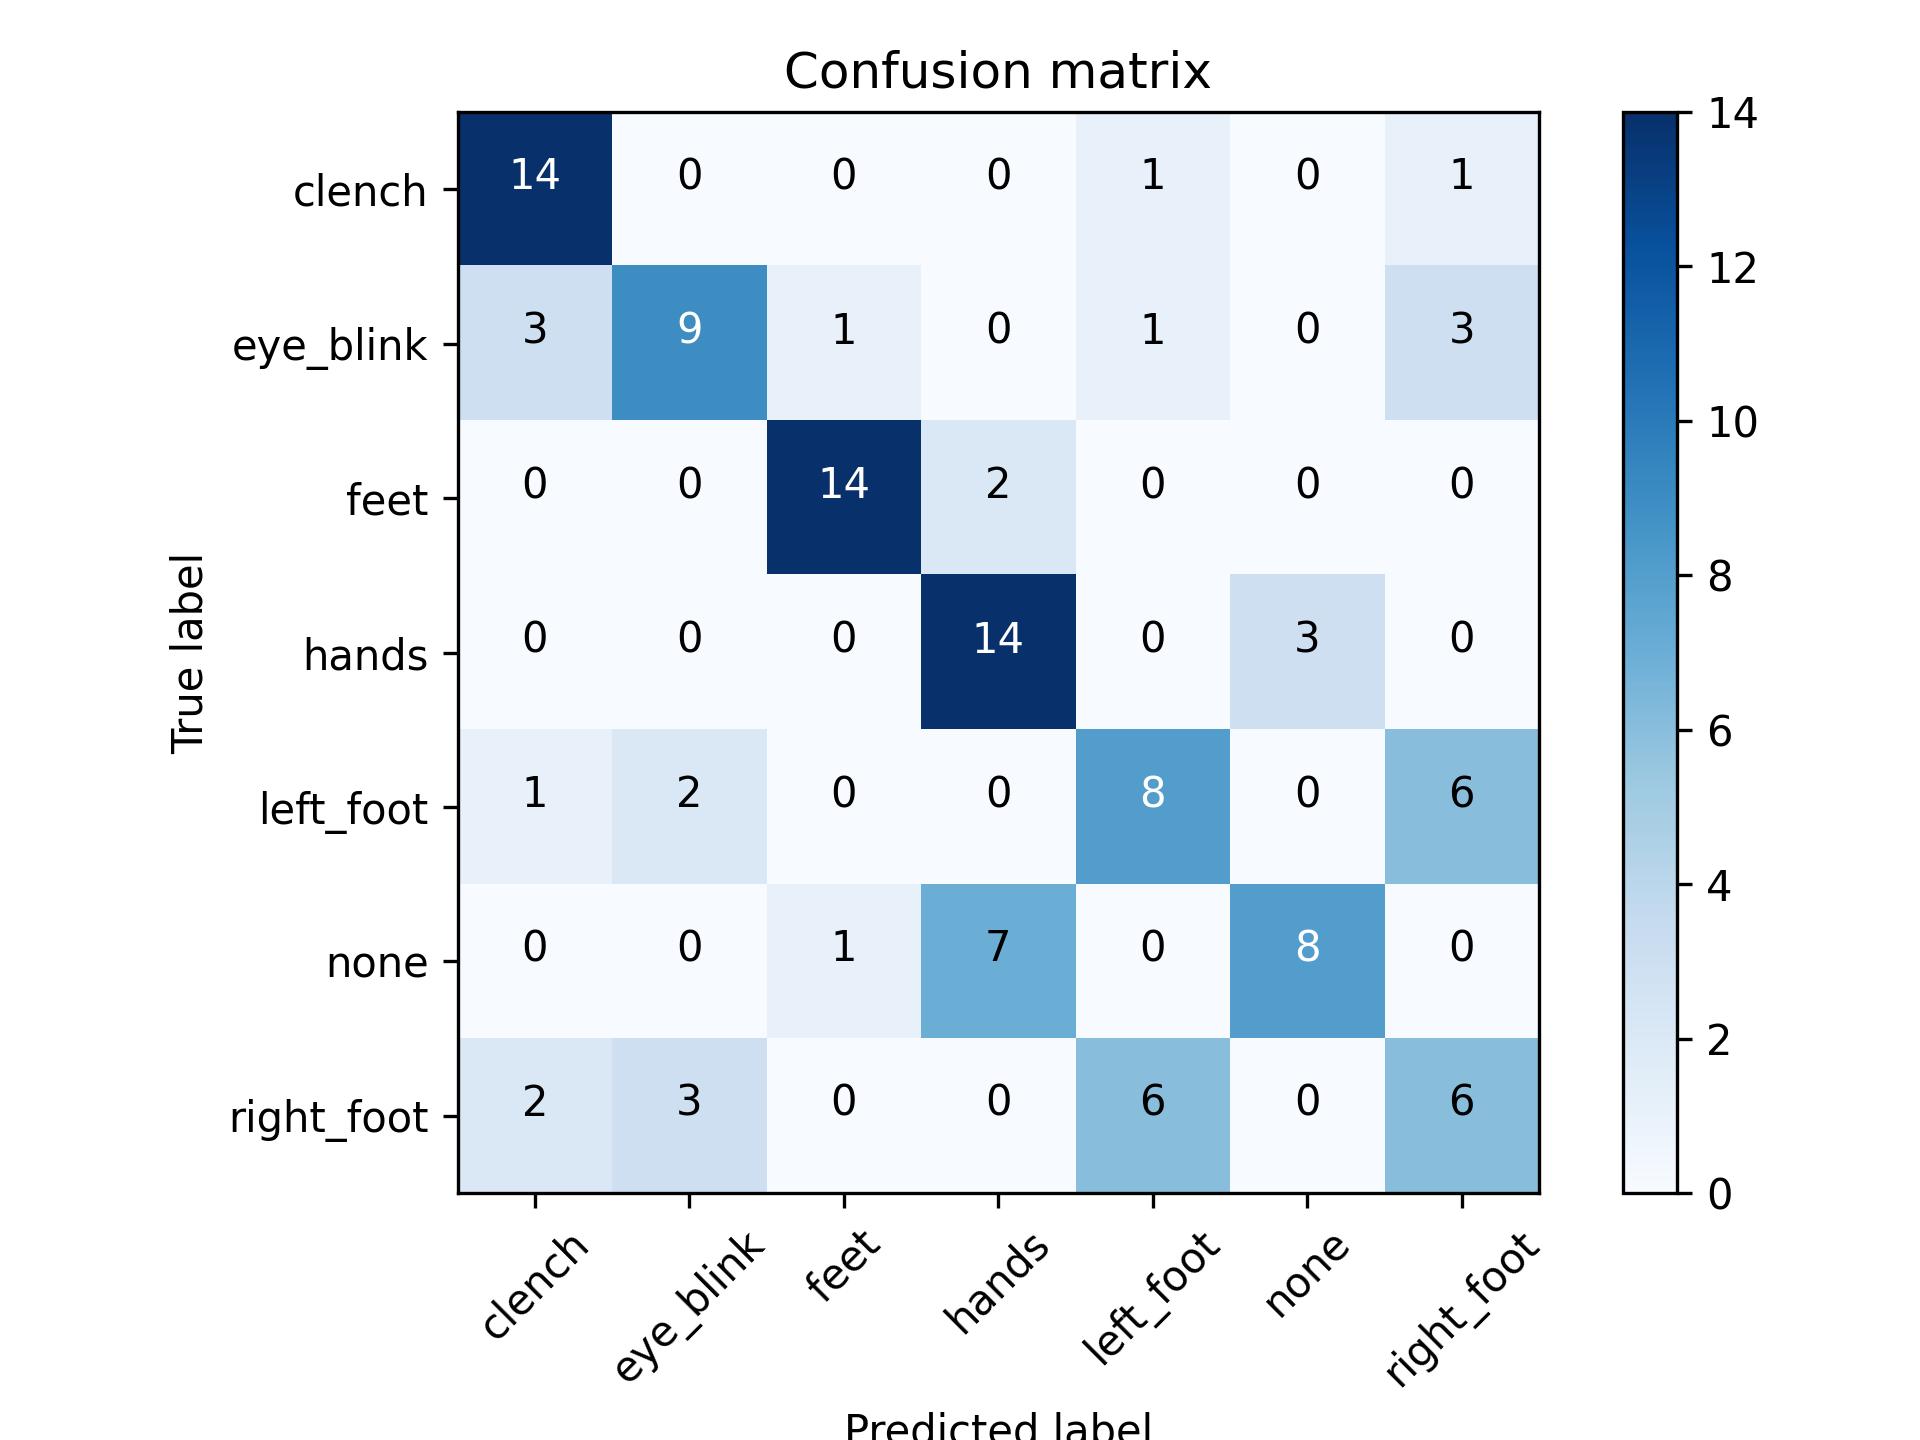 Confusion matrix
clench 14 0 0 0 1 0 1
eye_blink 3 9 1 0 1 0 3
feet 0 0 14 2 0 0 0
hands 0 0 0 14 0 3 0
left_foot 1 2 0 0 8 0 6
none 0 0 1 7 0 8 0
right_foot 2 3 0 0 6 0 6
True label
clench eye_blink feet hands left_foot none right_foot
Predicted label
14
12
10
8
6
4
2
0